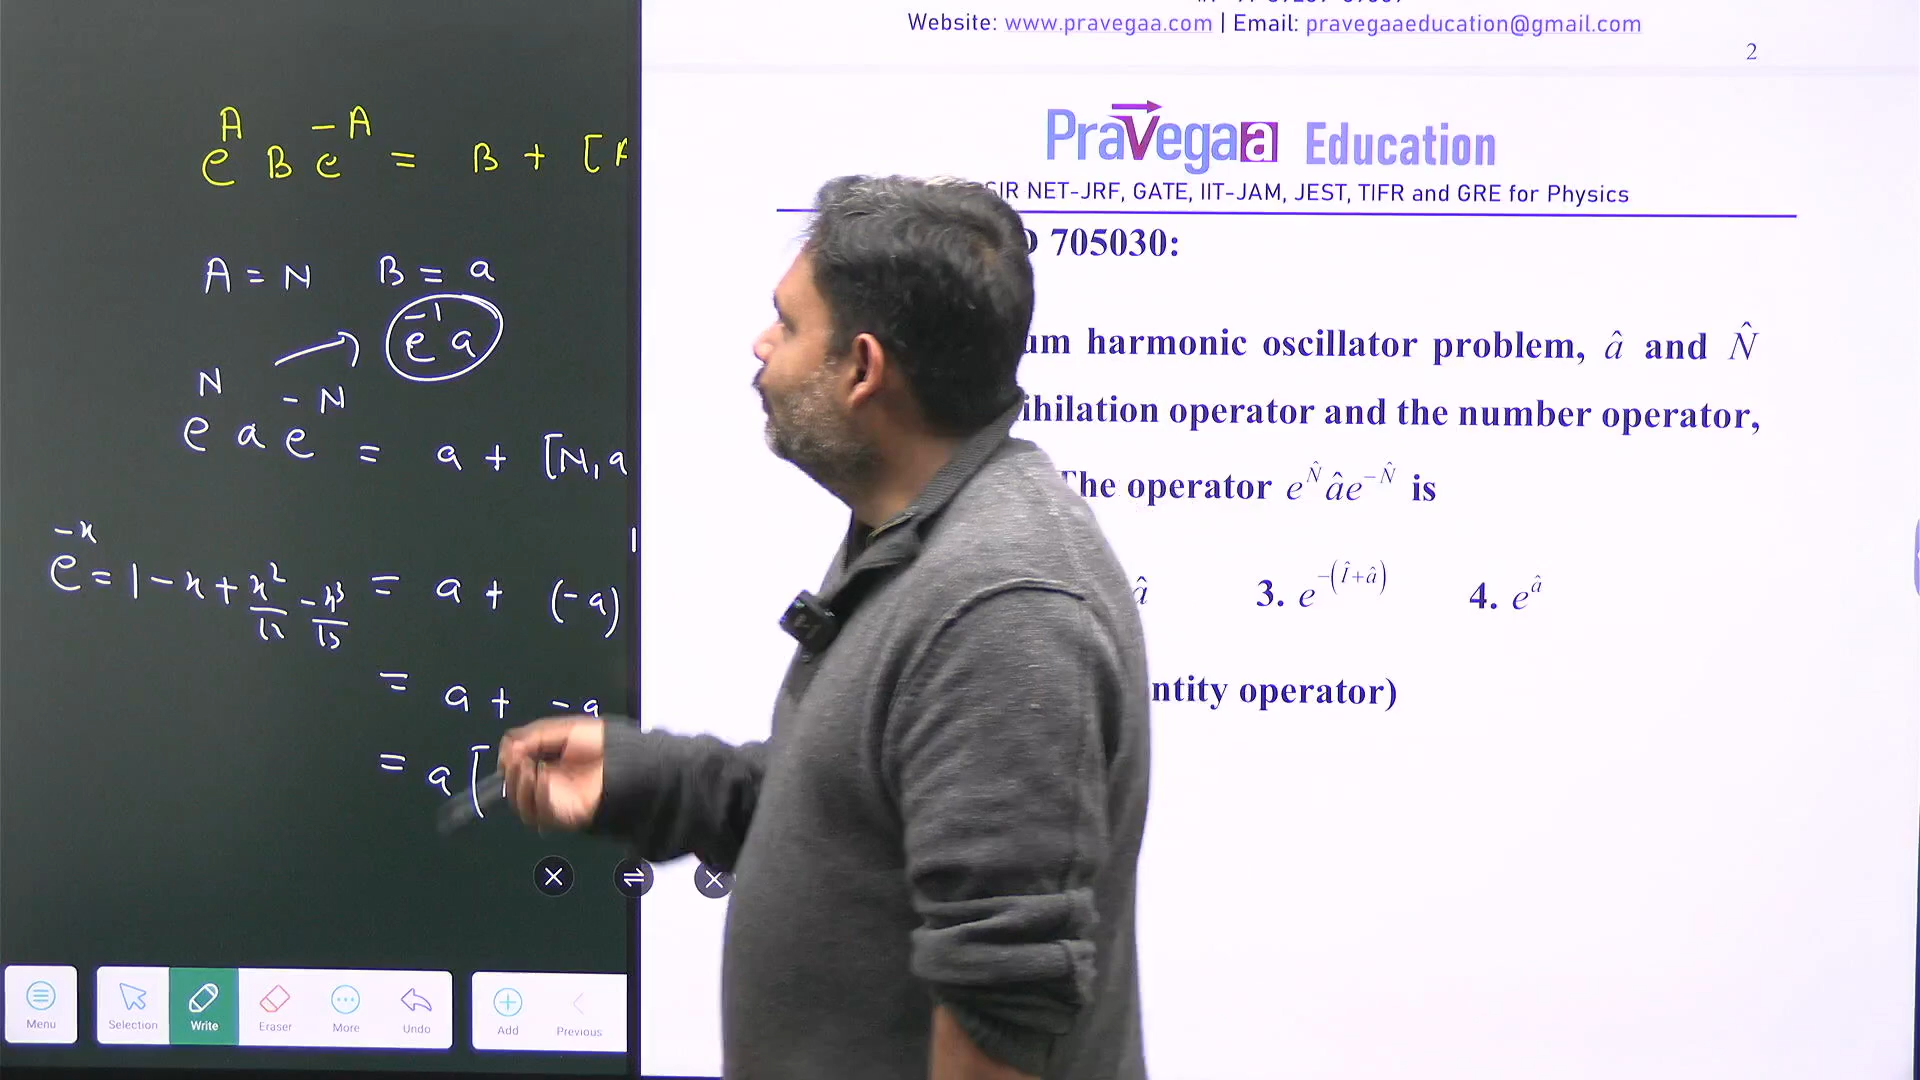 A -A
e B e = B + [A
A = N B = a
e⁻¹ a
N -N
e a e = a + [N, a
e^-x = 1 - x + x²/⌊2 - x³/⌊3 = a + (-a)
= a + -a
= a [
Menu
Selection
Write
Eraser
More
Undo
Add
Previous
Website: www.pravegaa.com | Email: pravegaaeducation@gmail.com
2
Pravegaa Education
SIR NET-JRF, GATE, IIT-JAM, JEST, TIFR and GRE for Physics
705030:
um harmonic oscillator problem, â and N̂
ihilation operator and the number operator,
The operator e^N̂ âe^-N̂ is
â 3. e^-(Î+â) 4. e^â
ntity operator)